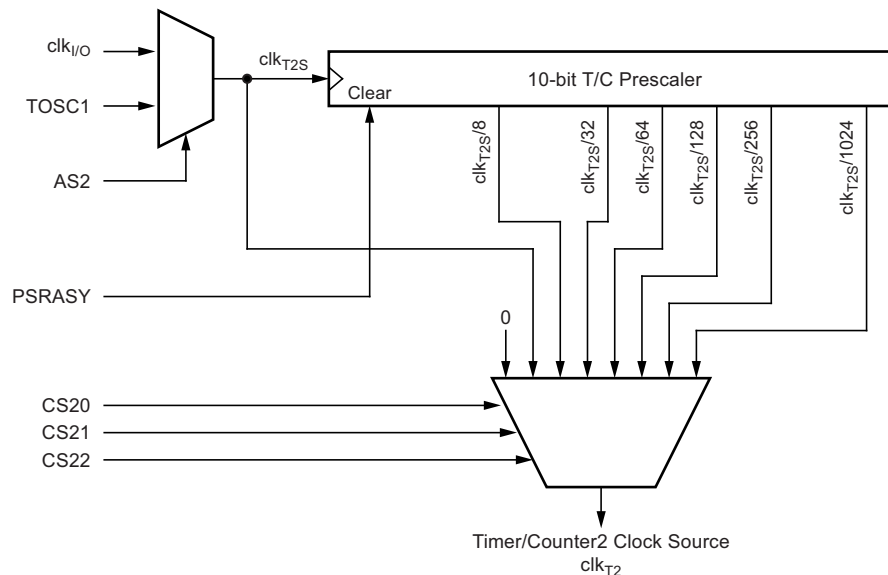 clkI/O
clkT2S
10-bit T/C Prescaler
TOSC1
Clear
clkT2S/8
clkT2S/32
clkT2S/64
clkT2S/128
clkT2S/256
clkT2S/1024
AS2
PSRASY
0
CS20
CS21
CS22
Timer/Counter2 Clock Source
clkT2